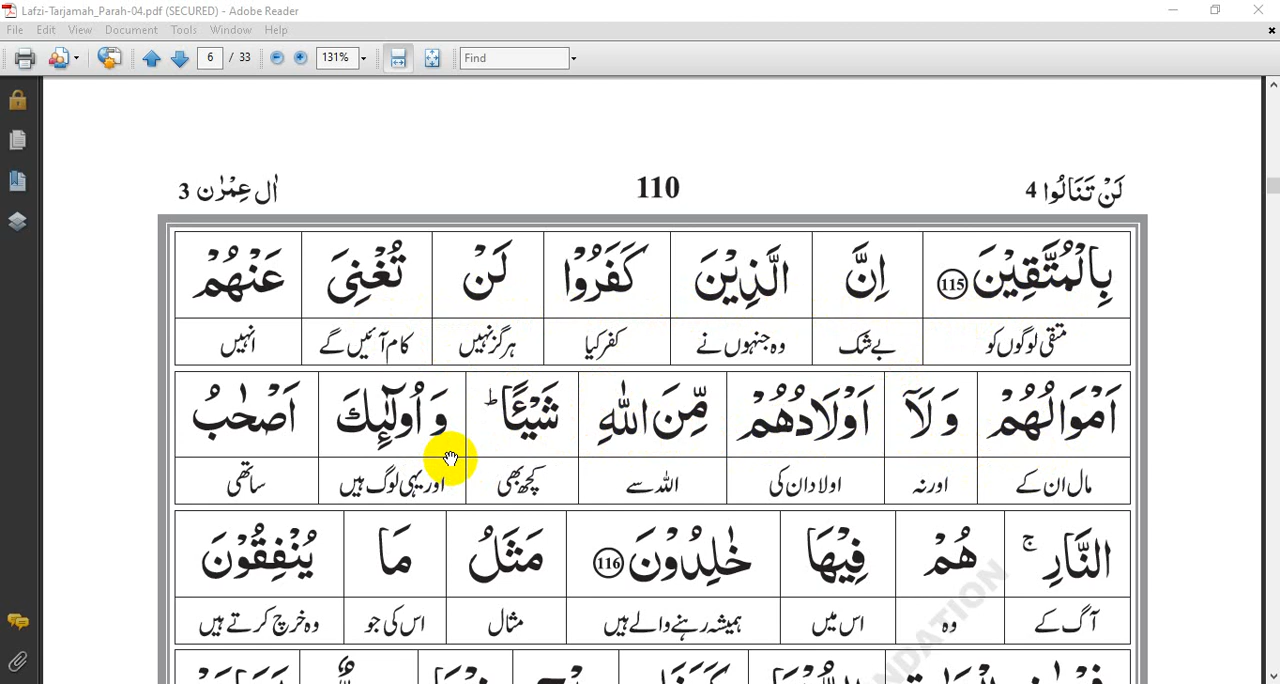 Lafzi-Tarjamah_Parah-04.pdf (SECURED) - Adobe Reader
File Edit View Document Tools Window Help
6 / 33 131% Find
لَنْ تَنَالُوا 4 110 اٰل عِمْرٰن 3
بِالْمُتَّقِيْنَ 115 اِنَّ الَّذِيْنَ كَفَرُوْا لَنْ تُغْنِىَ عَنْهُمْ
متقی لوگوں کو بے شک وہ جنہوں نے کفر کیا ہرگز نہیں کام آئیں گے انہیں
اَمْوَالُهُمْ وَ لَآ اَوْلَادُهُمْ مِّنَ اللّٰهِ شَيْـًٔا ؕ وَ اُولٰٓئِكَ اَصْحٰبُ
مال ان کے اور نہ اولاد ان کی اللہ سے کچھ بھی اور یہی لوگ ہیں ساتھی
النَّارِ ۚ هُمْ فِيْهَا خٰلِدُوْنَ 116 مَثَلُ مَا يُنْفِقُوْنَ
آگ کے وہ اس میں ہمیشہ رہنے والے ہیں مثال اس کی جو وہ خرچ کرتے ہیں